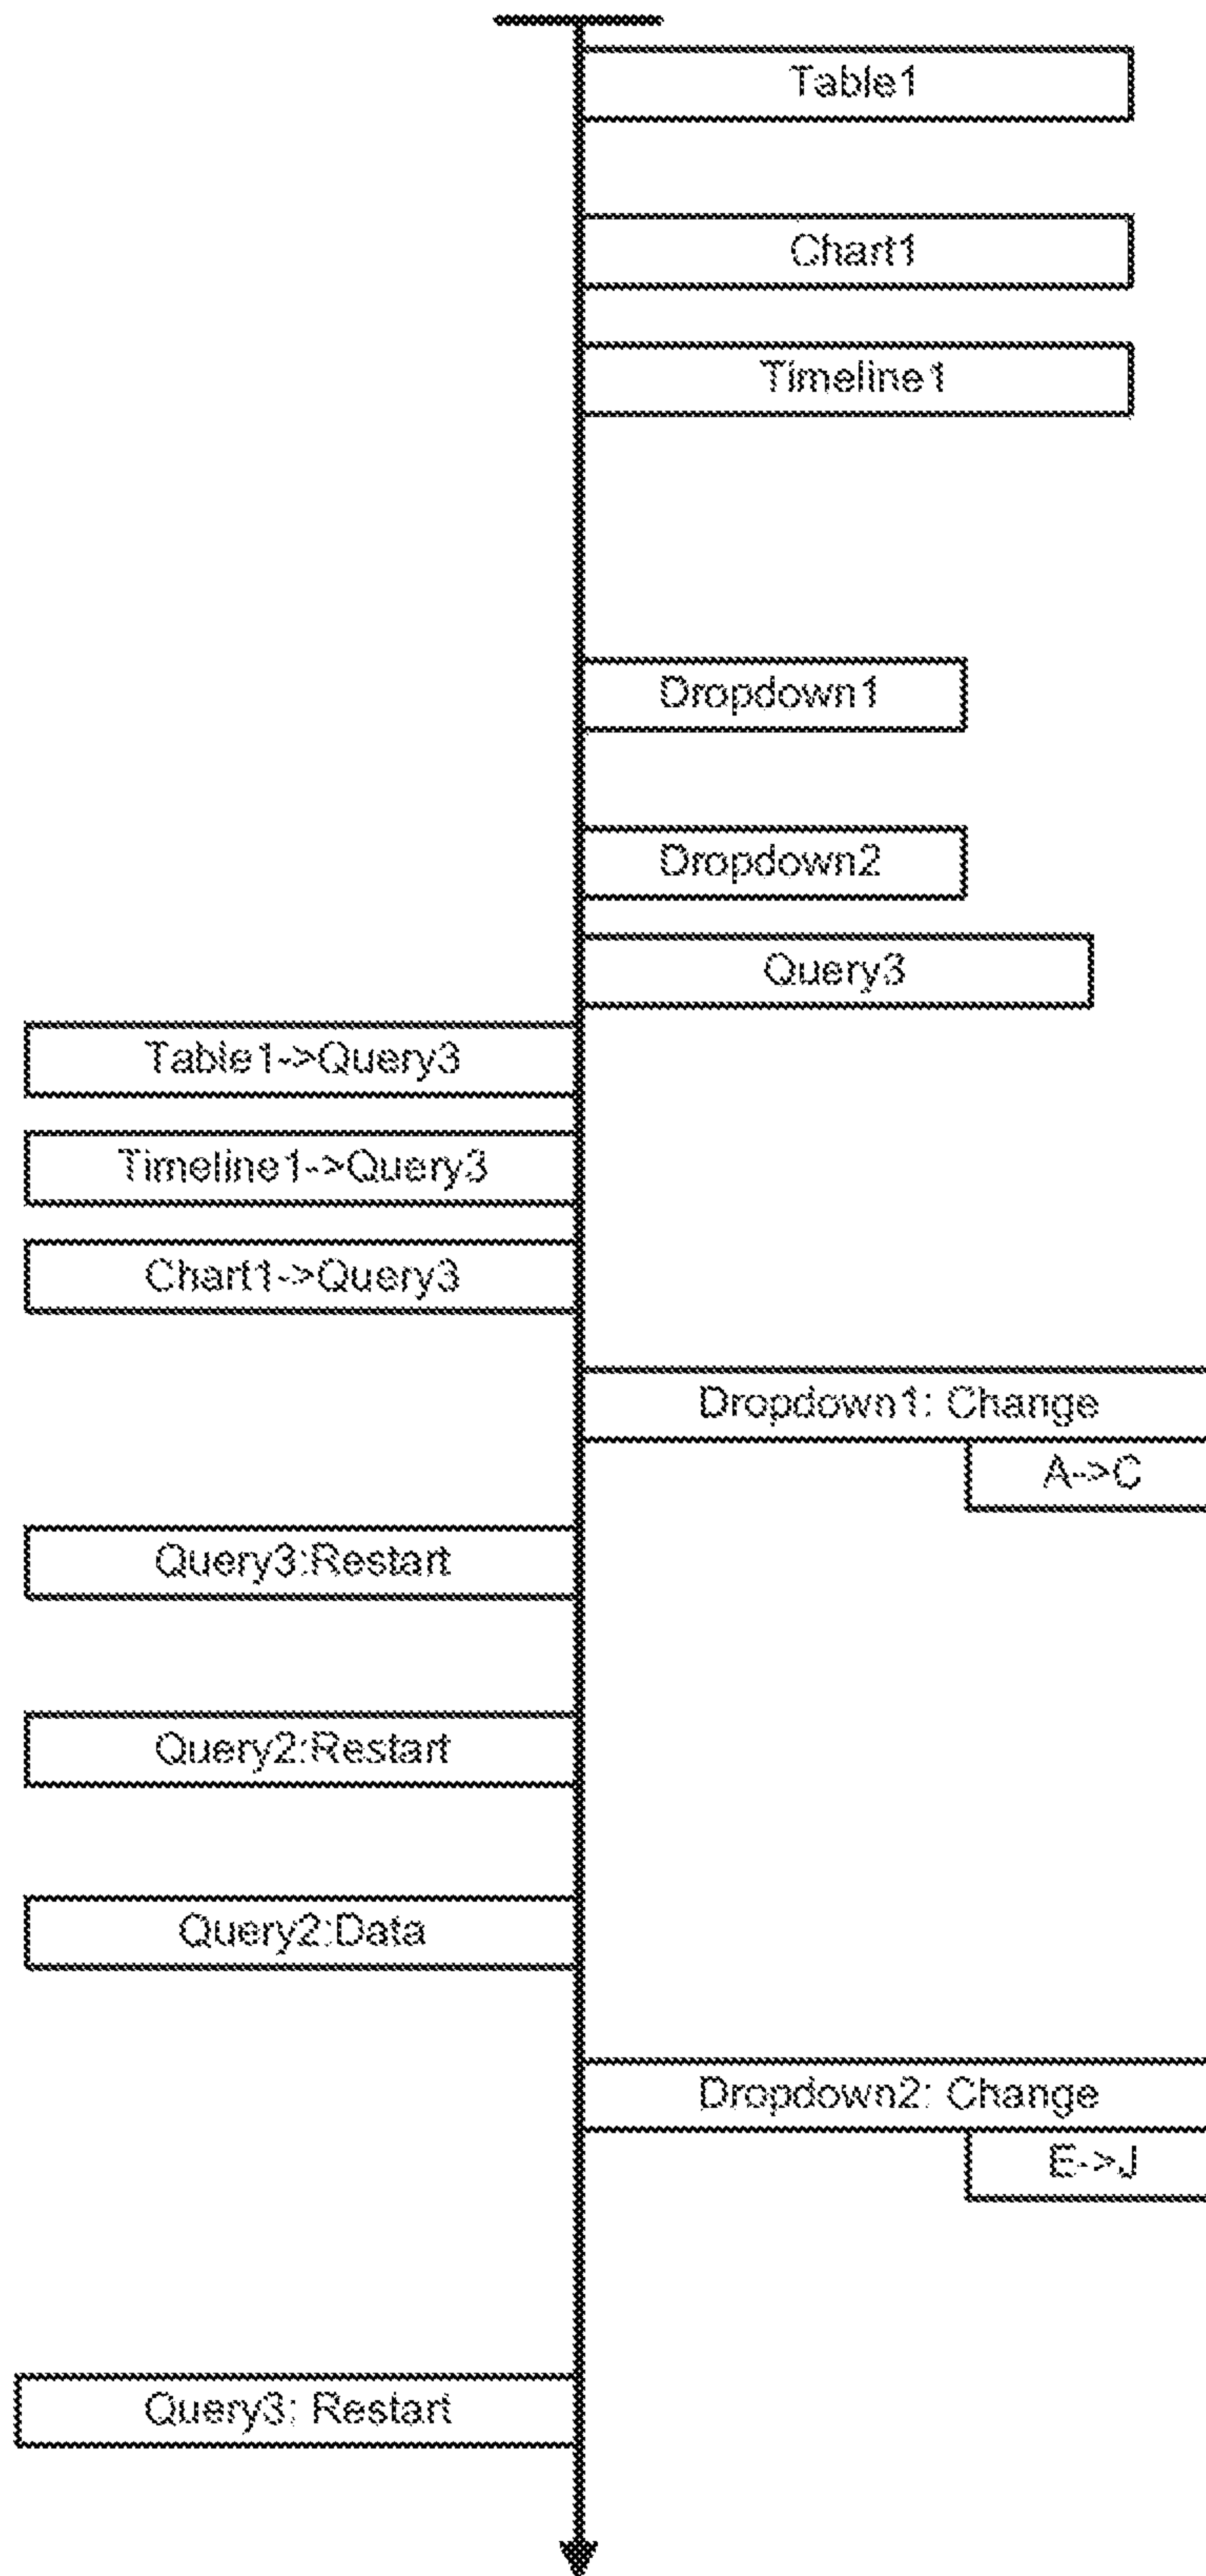 Table1
Chart1
Timeline1
Dropdown1
Dropdown2
Query3
Table1->Query3
Timeline1->Query3
Chart1->Query3
Dropdown1: Change
A->C
Query3:Restart
Query2:Restart
Query2:Data
Dropdown2: Change
E->J
Query3: Restart